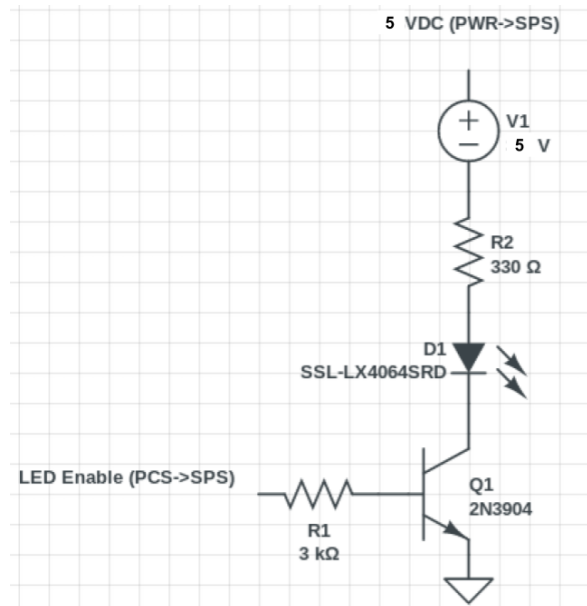 5 VDC (PWR->SPS)
+
V1
− 5 V
R2
330 Ω
D1
SSL-LX4064SRD
LED Enable (PCS->SPS)
Q1
2N3904
R1
3 kΩ